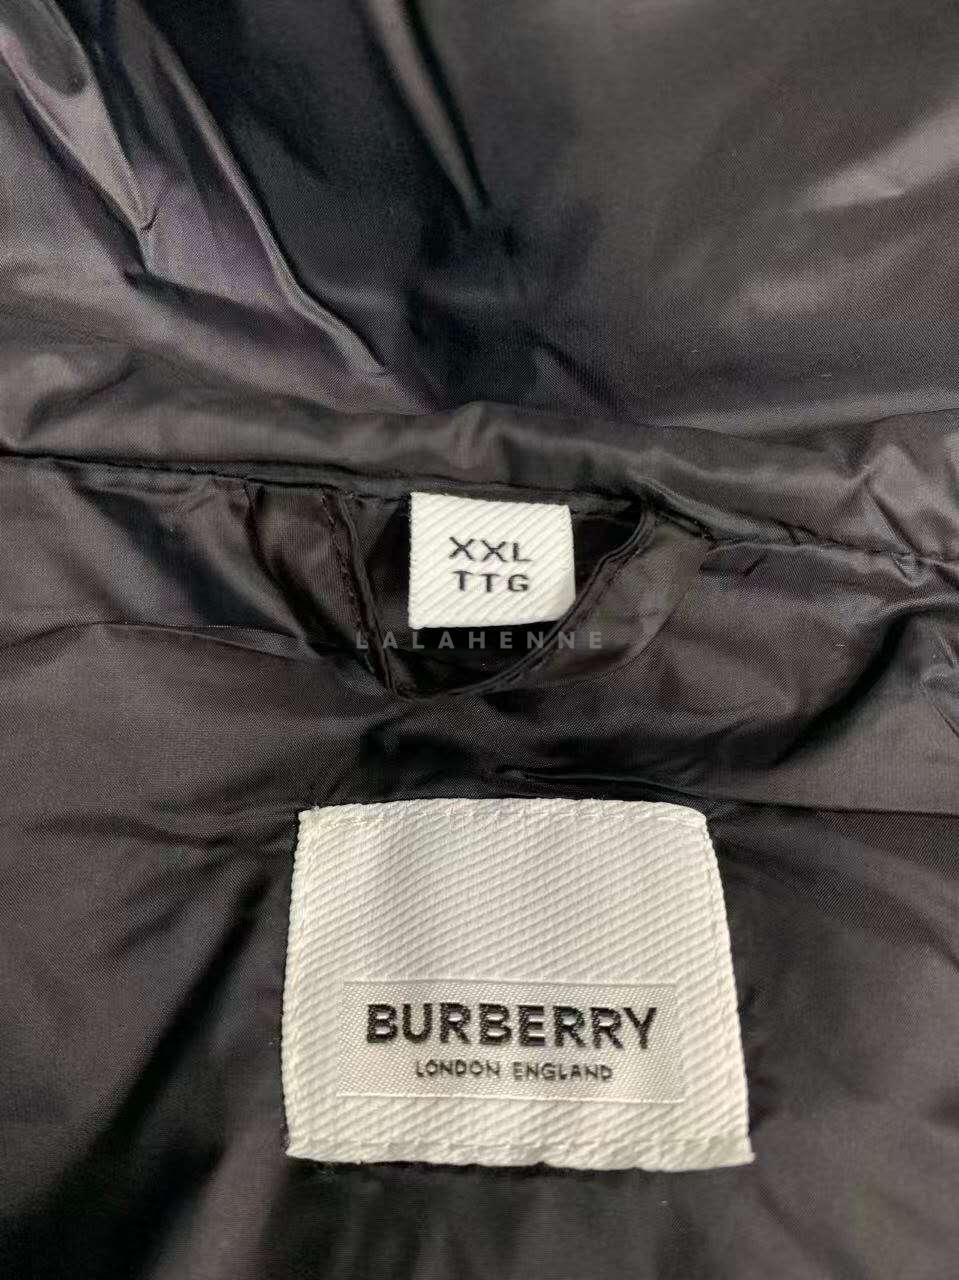 XXL
TTG
LALAHENNE
BURBERRY
LONDON ENGLAND